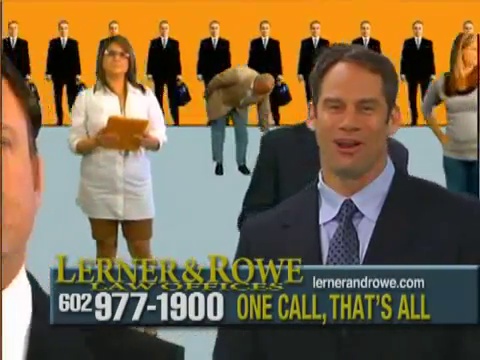 LERNER & ROWE
LAW OFFICES
lernerandrowe.com
602 977-1900 ONE CALL, THAT'S ALL